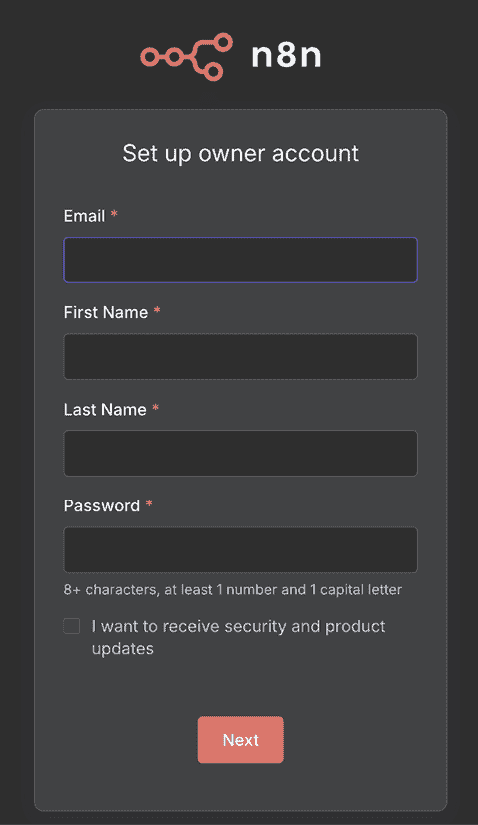 n8n
Set up owner account
Email *
First Name *
Last Name *
Password *
8+ characters, at least 1 number and 1 capital letter
I want to receive security and product
updates
Next